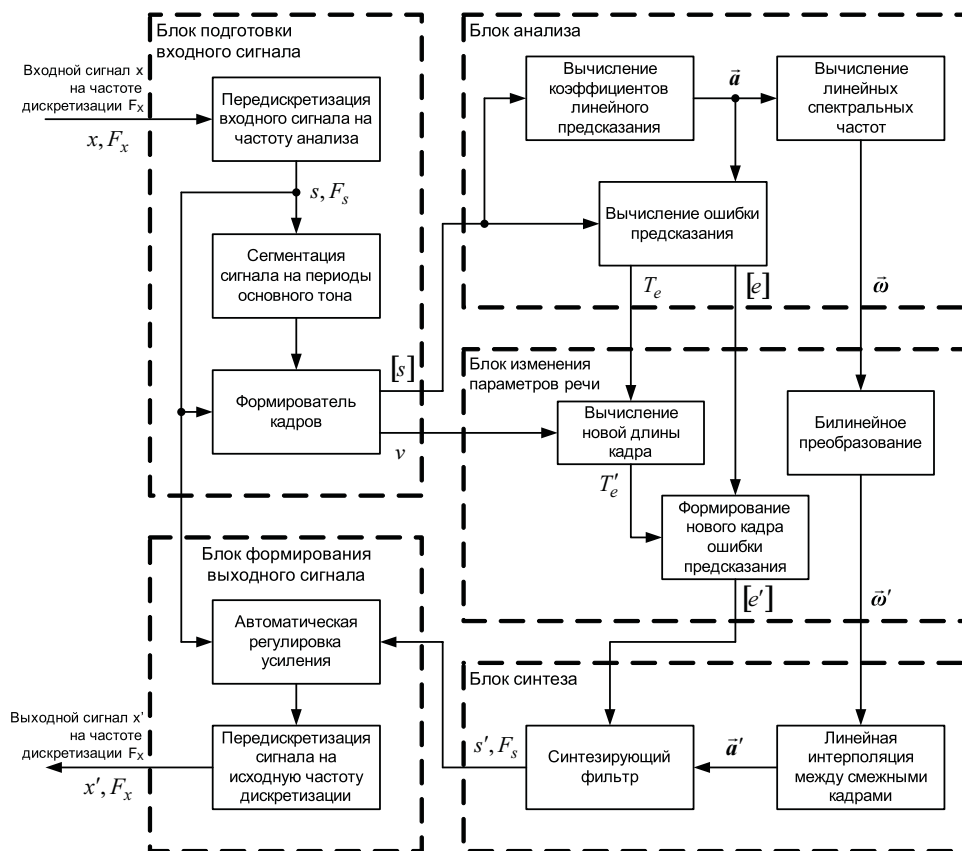 Блок подготовки
входного сигнала
Входной сигнал x
на частоте
дискретизации Fx
x, Fx
Передискретизация
входного сигнала на
частоту анализа
s, Fs
Сегментация
сигнала на периоды
основного тона
Формирователь
кадров
[s]
v
Блок анализа
Вычисление
коэффициентов
линейного
предсказания
a⃗
Вычисление
линейных
спектральных
частот
Вычисление ошибки
предсказания
Te
[e]
ω⃗
Блок изменения
параметров речи
Вычисление
новой длины
кадра
Билинейное
преобразование
T′e
Формирование
нового кадра
ошибки
предсказания
[e′]
ω⃗′
Блок формирования
выходного сигнала
Автоматическая
регулировка
усиления
Выходной сигнал x'
на частоте
дискретизации Fx
x′, Fx
Передискретизация
сигнала на
исходную частоту
дискретизации
Блок синтеза
s′, Fs
Синтезирующий
фильтр
a⃗′
Линейная
интерполяция
между смежными
кадрами